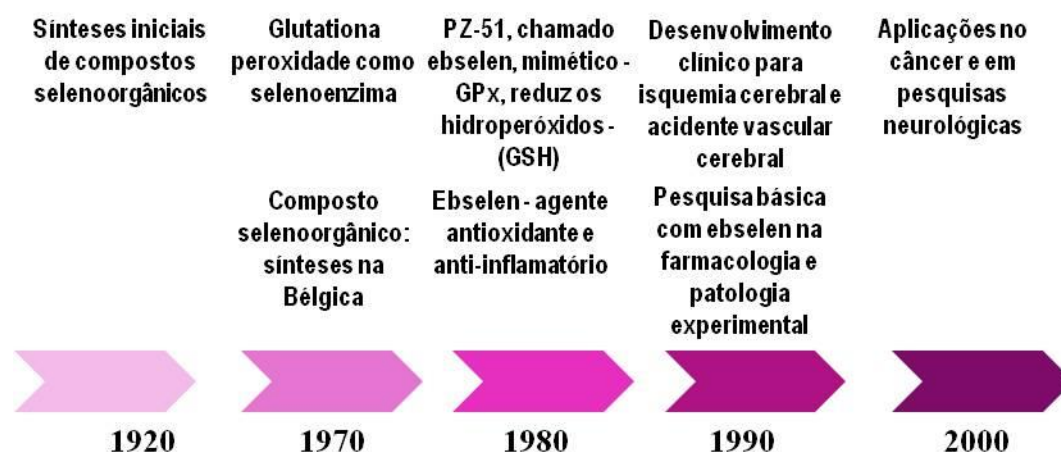 Sínteses iniciais
de compostos
selenoorgânicos
Glutationa
peroxidade como
selenoenzima
Composto
selenoorgânico:
sínteses na
Bélgica
PZ-51, chamado
ebselen, mimético -
GPx, reduz os
hidroperóxidos -
(GSH)
Ebselen - agente
antioxidante e
anti-inflamatório
Desenvolvimento
clínico para
isquemia cerebral e
acidente vascular
cerebral
Pesquisa básica
com ebselen na
farmacologia e
patologia
experimental
Aplicações no
câncer e em
pesquisas
neurológicas
1920
1970
1980
1990
2000